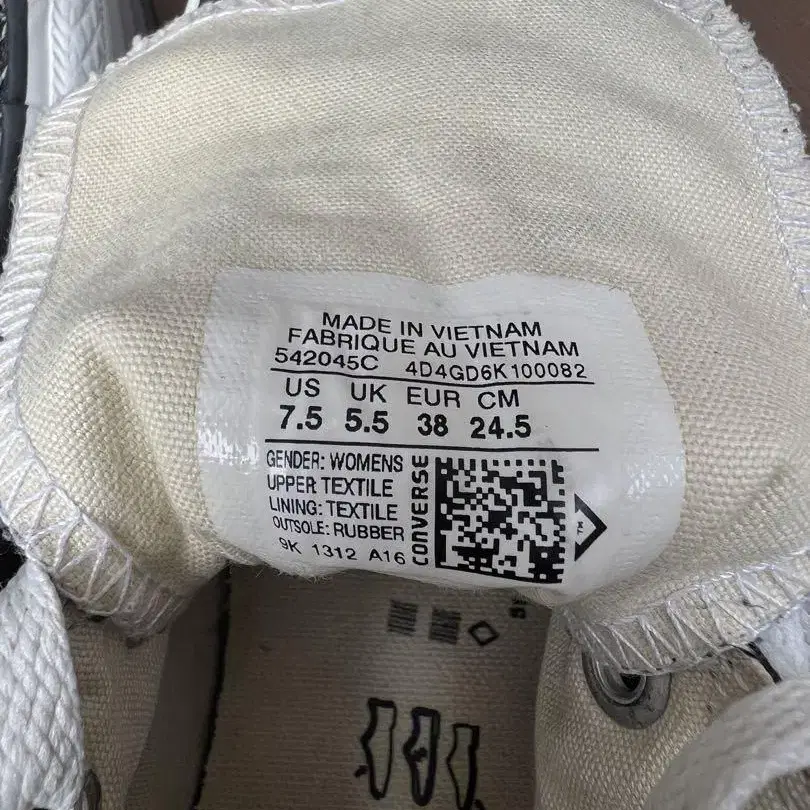 MADE IN VIETNAM
FABRIQUE AU VIETNAM
542045C 4D4GD6K100082
US UK EUR CM
7.5 5.5 38 24.5
GENDER: WOMENS
UPPER TEXTILE
LINING: TEXTILE
OUTSOLE: RUBBER
9K 1312 A16
CONVERSE
TM